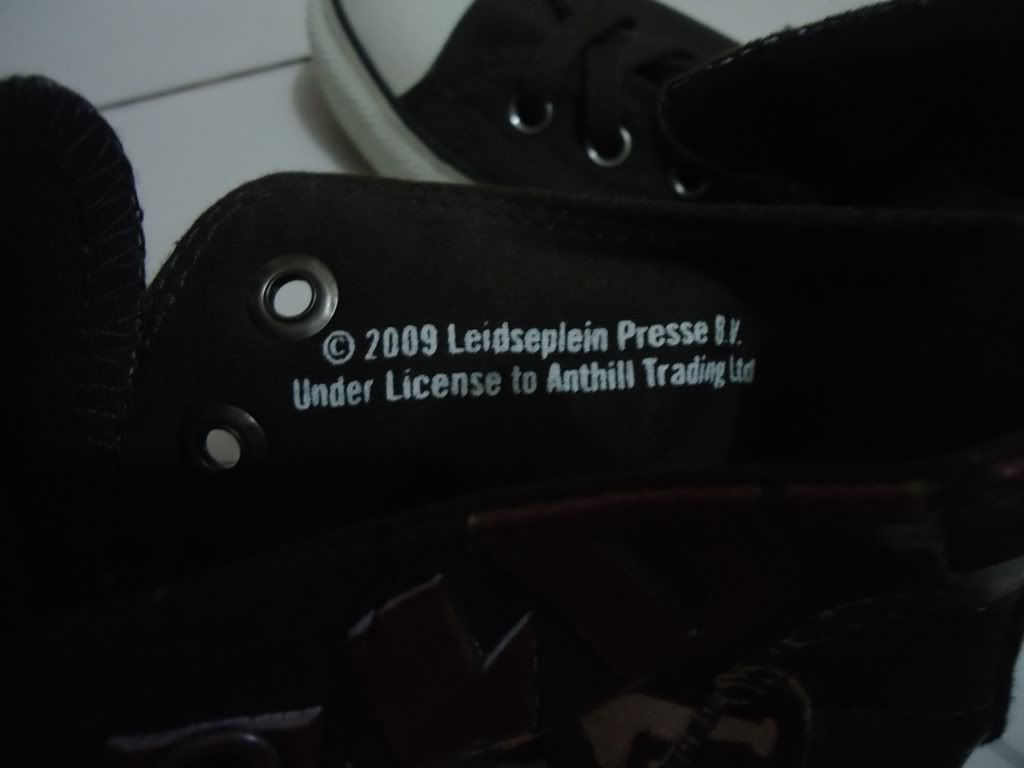 © 2009 Leidseplein Presse B.V.
Under License to Anthill Trading Ltd